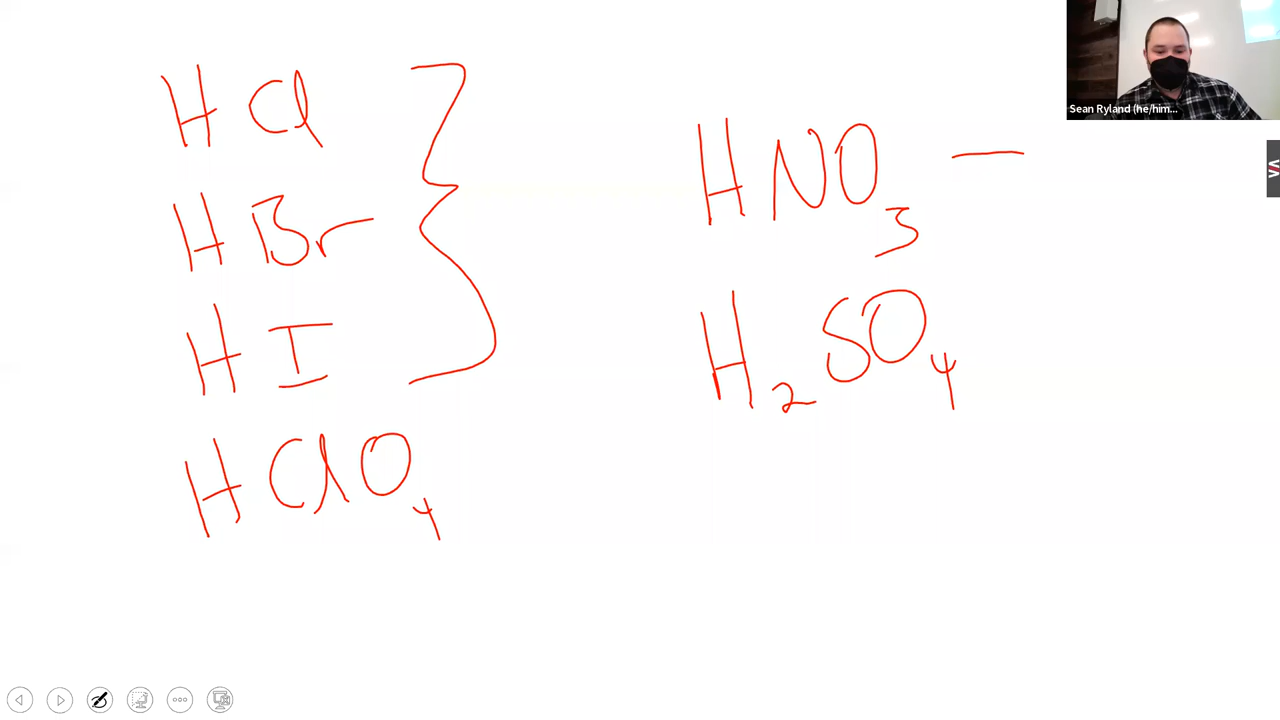 HCl
HBr
HI
HClO4
HNO3 —
H2SO4
Sean Ryland (he/him...